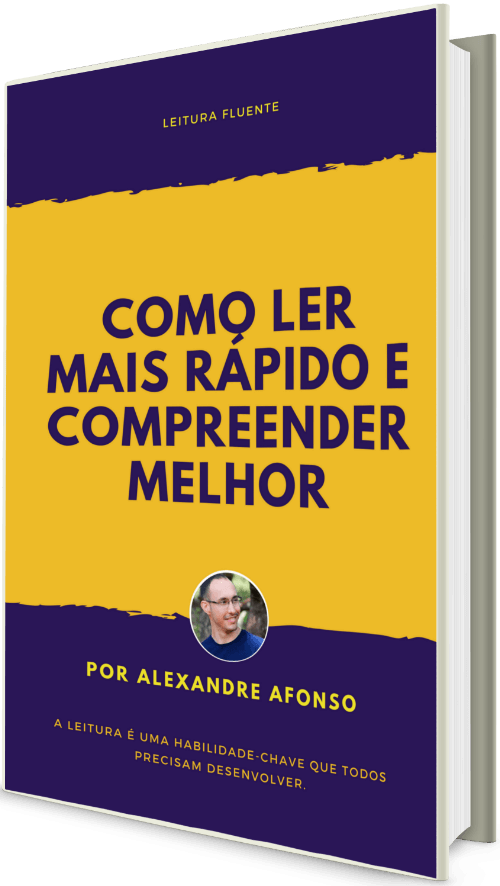 LEITURA FLUENTE
COMO LER
MAIS RÁPIDO E
COMPREENDER
MELHOR
POR ALEXANDRE AFONSO
A LEITURA É UMA HABILIDADE-CHAVE QUE TODOS
PRECISAM DESENVOLVER.